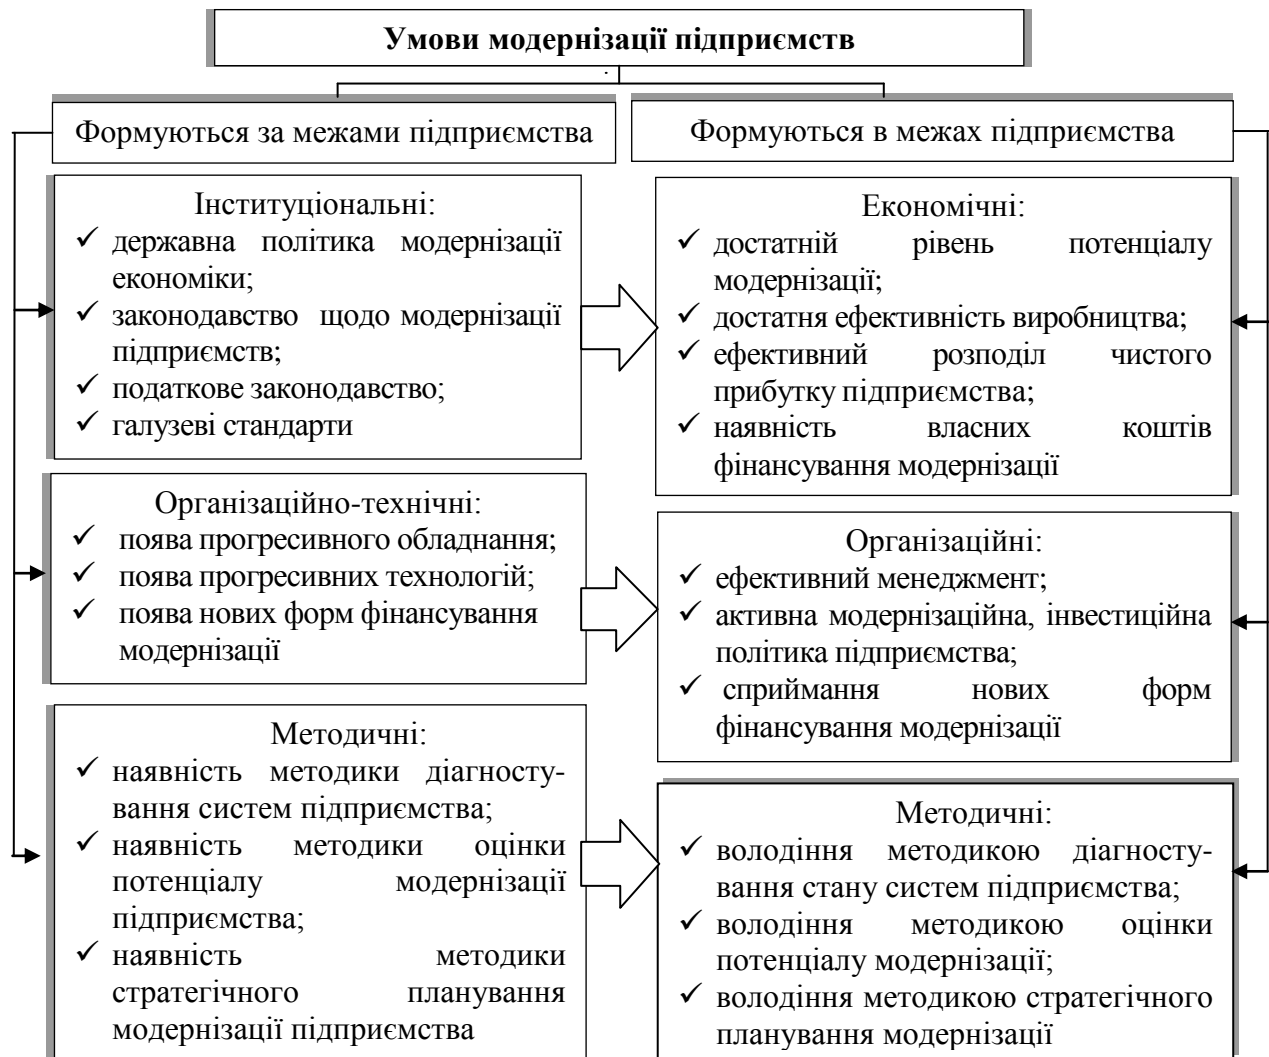 Умови модернізації підприємств
Формуються за межами підприємства
Формуються в межах підприємства
Інституціональні:
✓ державна політика модернізації
економіки;
✓ законодавство щодо модернізації
підприємств;
✓ податкове законодавство;
✓ галузеві стандарти
Економічні:
✓ достатній рівень потенціалу
модернізації;
✓ достатня ефективність виробництва;
✓ ефективний розподіл чистого
прибутку підприємства;
✓ наявність власних коштів
фінансування модернізації
Організаційно-технічні:
✓ поява прогресивного обладнання;
✓ поява прогресивних технологій;
✓ поява нових форм фінансування
модернізації
Організаційні:
✓ ефективний менеджмент;
✓ активна модернізаційна, інвестиційна
політика підприємства;
✓ сприймання нових форм
фінансування модернізації
Методичні:
✓ наявність методики діагносту-
вання систем підприємства;
✓ наявність методики оцінки
потенціалу модернізації
підприємства;
✓ наявність методики
стратегічного планування
модернізації підприємства
Методичні:
✓ володіння методикою діагносту-
вання стану систем підприємства;
✓ володіння методикою оцінки
потенціалу модернізації;
✓ володіння методикою стратегічного
планування модернізації